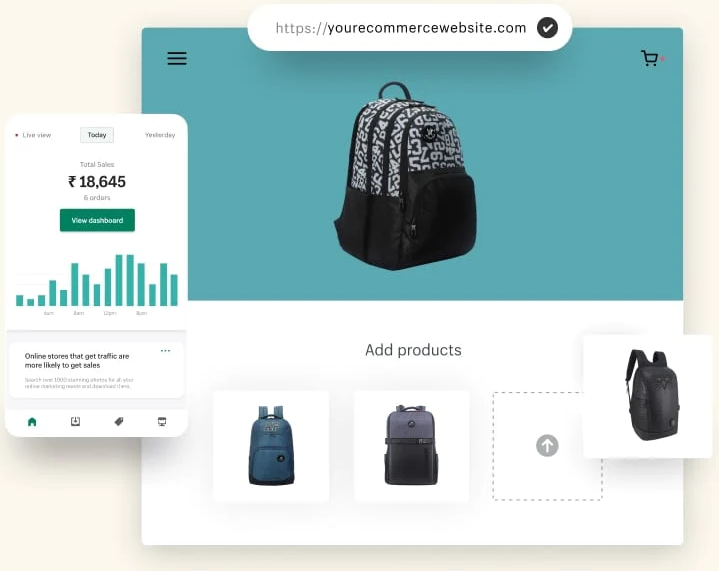 https://yourecommercewebsite.com
Live view
Today
Yesterday
Total Sales
₹ 18,645
6 orders
View dashboard
4am
8am
12pm
8pm
Online stores that get traffic are
more likely to get sales
Search over 1000 stunning photos for all your
online marketing needs and download them.
Add products